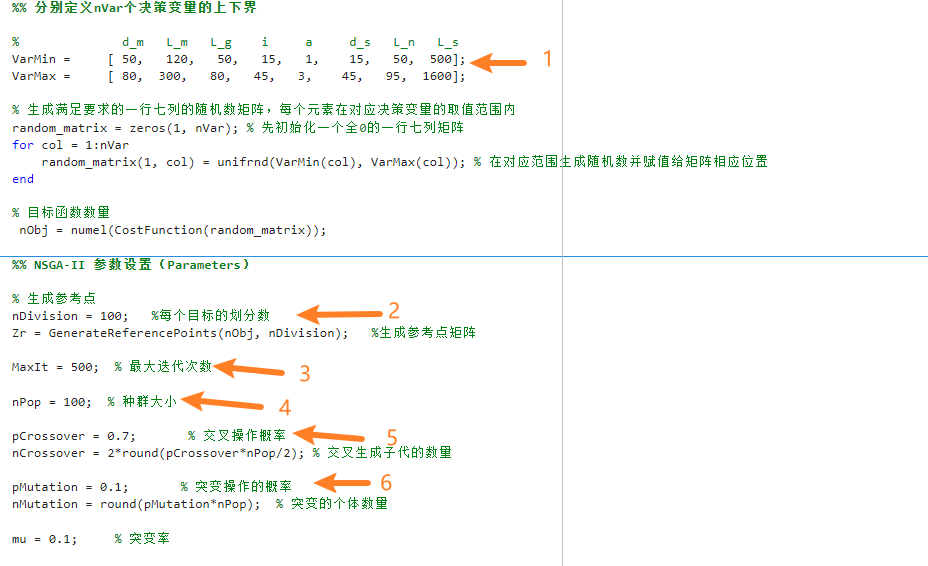 %% 分别定义nVar个决策变量的上下界
% d_m L_m L_g i a d_s L_n L_s
VarMin = [ 50, 120, 50, 15, 1, 15, 50, 500]; 1
VarMax = [ 80, 300, 80, 45, 3, 45, 95, 1600];
% 生成满足要求的一行七列的随机数矩阵，每个元素在对应决策变量的取值范围内
random_matrix = zeros(1, nVar); % 先初始化一个全0的一行七列矩阵
for col = 1:nVar
random_matrix(1, col) = unifrnd(VarMin(col), VarMax(col)); % 在对应范围生成随机数并赋值给矩阵相应位置
end
% 目标函数数量
nObj = numel(CostFunction(random_matrix));
%% NSGA-II 参数设置（Parameters）
% 生成参考点
nDivision = 100; %每个目标的划分数 2
Zr = GenerateReferencePoints(nObj, nDivision); %生成参考点矩阵
MaxIt = 500; % 最大迭代次数 3
nPop = 100; % 种群大小 4
pCrossover = 0.7; % 交叉操作概率 5
nCrossover = 2*round(pCrossover*nPop/2); % 交叉生成子代的数量
pMutation = 0.1; % 突变操作的概率 6
nMutation = round(pMutation*nPop); % 突变的个体数量
mu = 0.1; % 突变率